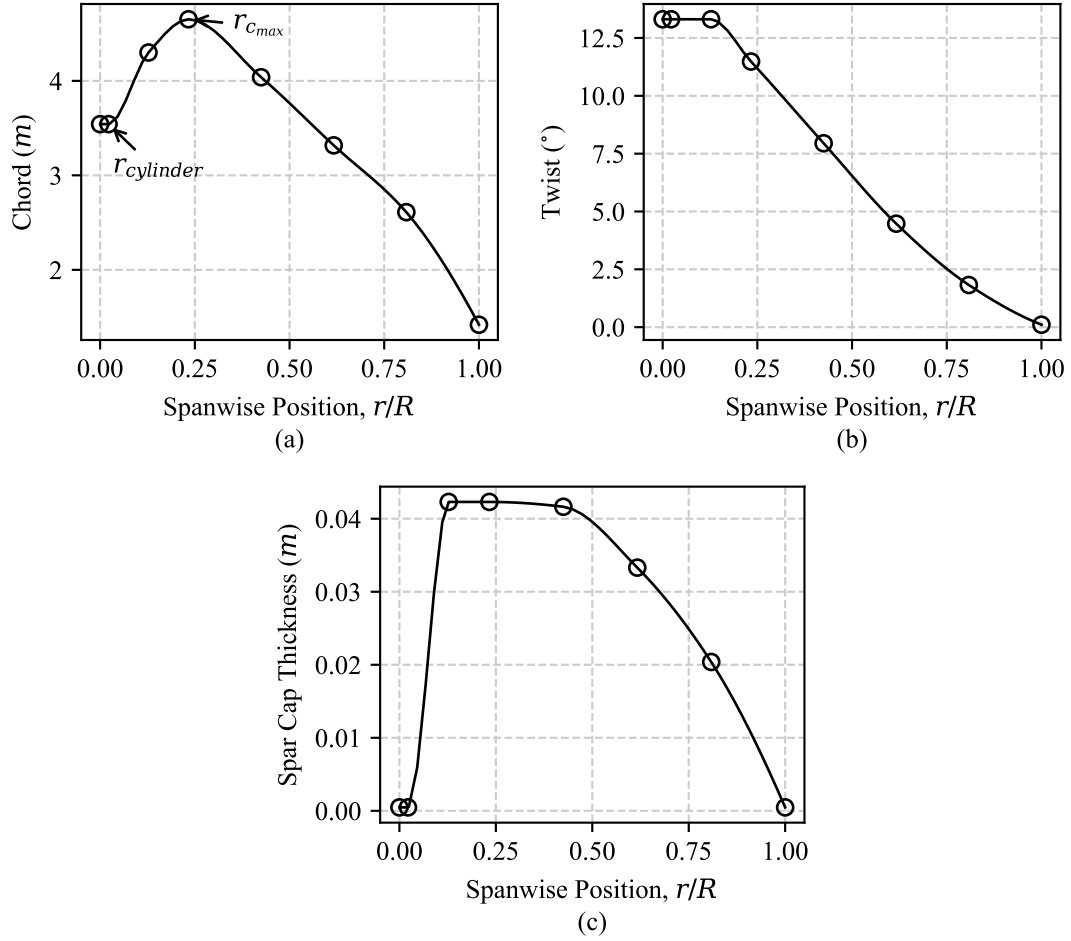 4
3
2
Chord (m)
r_{c_{max}}
r_{cylinder}
0.00 0.25 0.50 0.75 1.00
Spanwise Position, r/R
(a)
12.5
10.0
7.5
5.0
2.5
0.0
Twist (°)
0.00 0.25 0.50 0.75 1.00
Spanwise Position, r/R
(b)
0.04
0.03
0.02
0.01
0.00
Spar Cap Thickness (m)
0.00 0.25 0.50 0.75 1.00
Spanwise Position, r/R
(c)